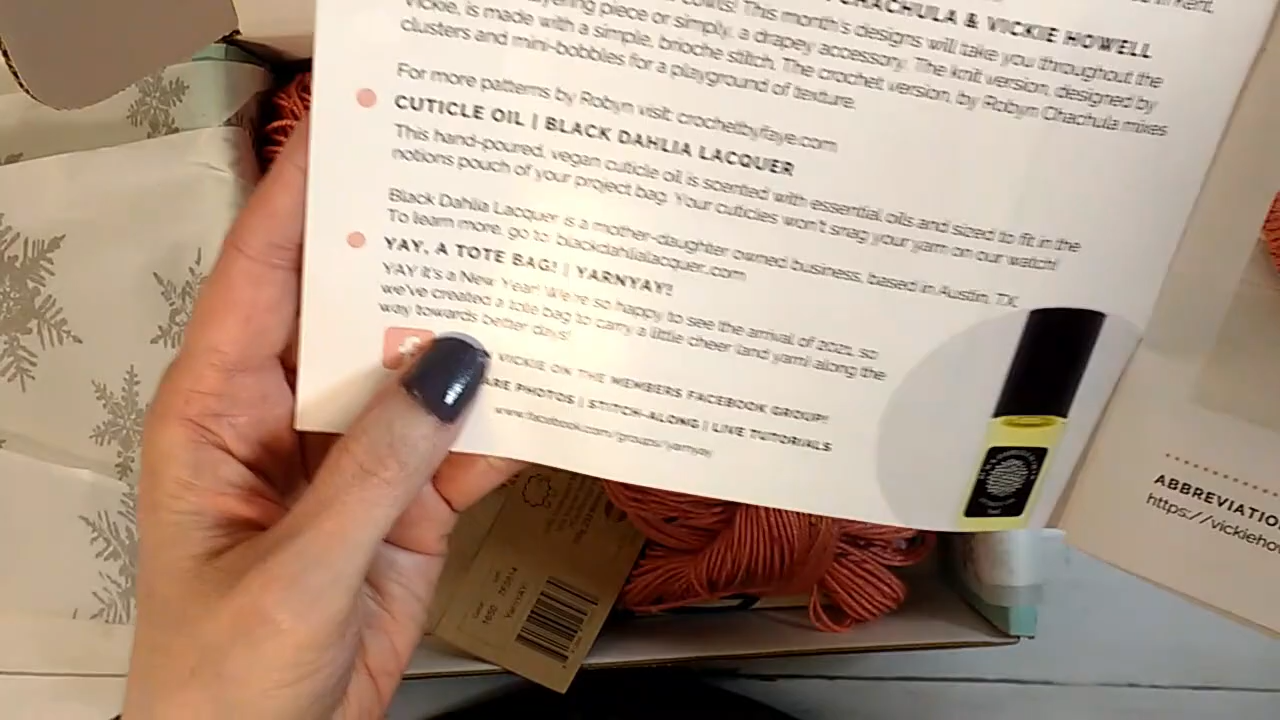 in Kent,
CHACHULA & VICKIE HOWELL
cowls! This month's designs will take you throughout the
layering piece or simply, a drapey accessory. The knit version, designed by
Vickie, is made with a simple, brioche stitch. The crochet version, by Robyn Chachula mixes
clusters and mini-bobbles for a playground of texture.
For more patterns by Robyn visit: crochetbyfaye.com
CUTICLE OIL | BLACK DAHLIA LACQUER
This hand-poured, vegan cuticle oil is scented with essential oils and sized to fit in the
notions pouch of your project bag. Your cuticles won't snag your yarn on our watch!
Black Dahlia Lacquer is a mother-daughter owned business, based in Austin, TX.
To learn more, go to: blackdahlialacquer.com
YAY, A TOTE BAG! | YARNYAY!
YAY it's a New Year! We're so happy to see the arrival of 2021, so
we've created a tote bag to carry a little cheer (and yarn) along the
way towards better days!
VICKIE ON THE MEMBERS FACEBOOK GROUP!
ARE PHOTOS | STITCH-ALONG | LIVE TUTORIALS
www.facebook.com/groups/yarnyay
ABBREVIATIO
https://vickiehow
YarnYAY!